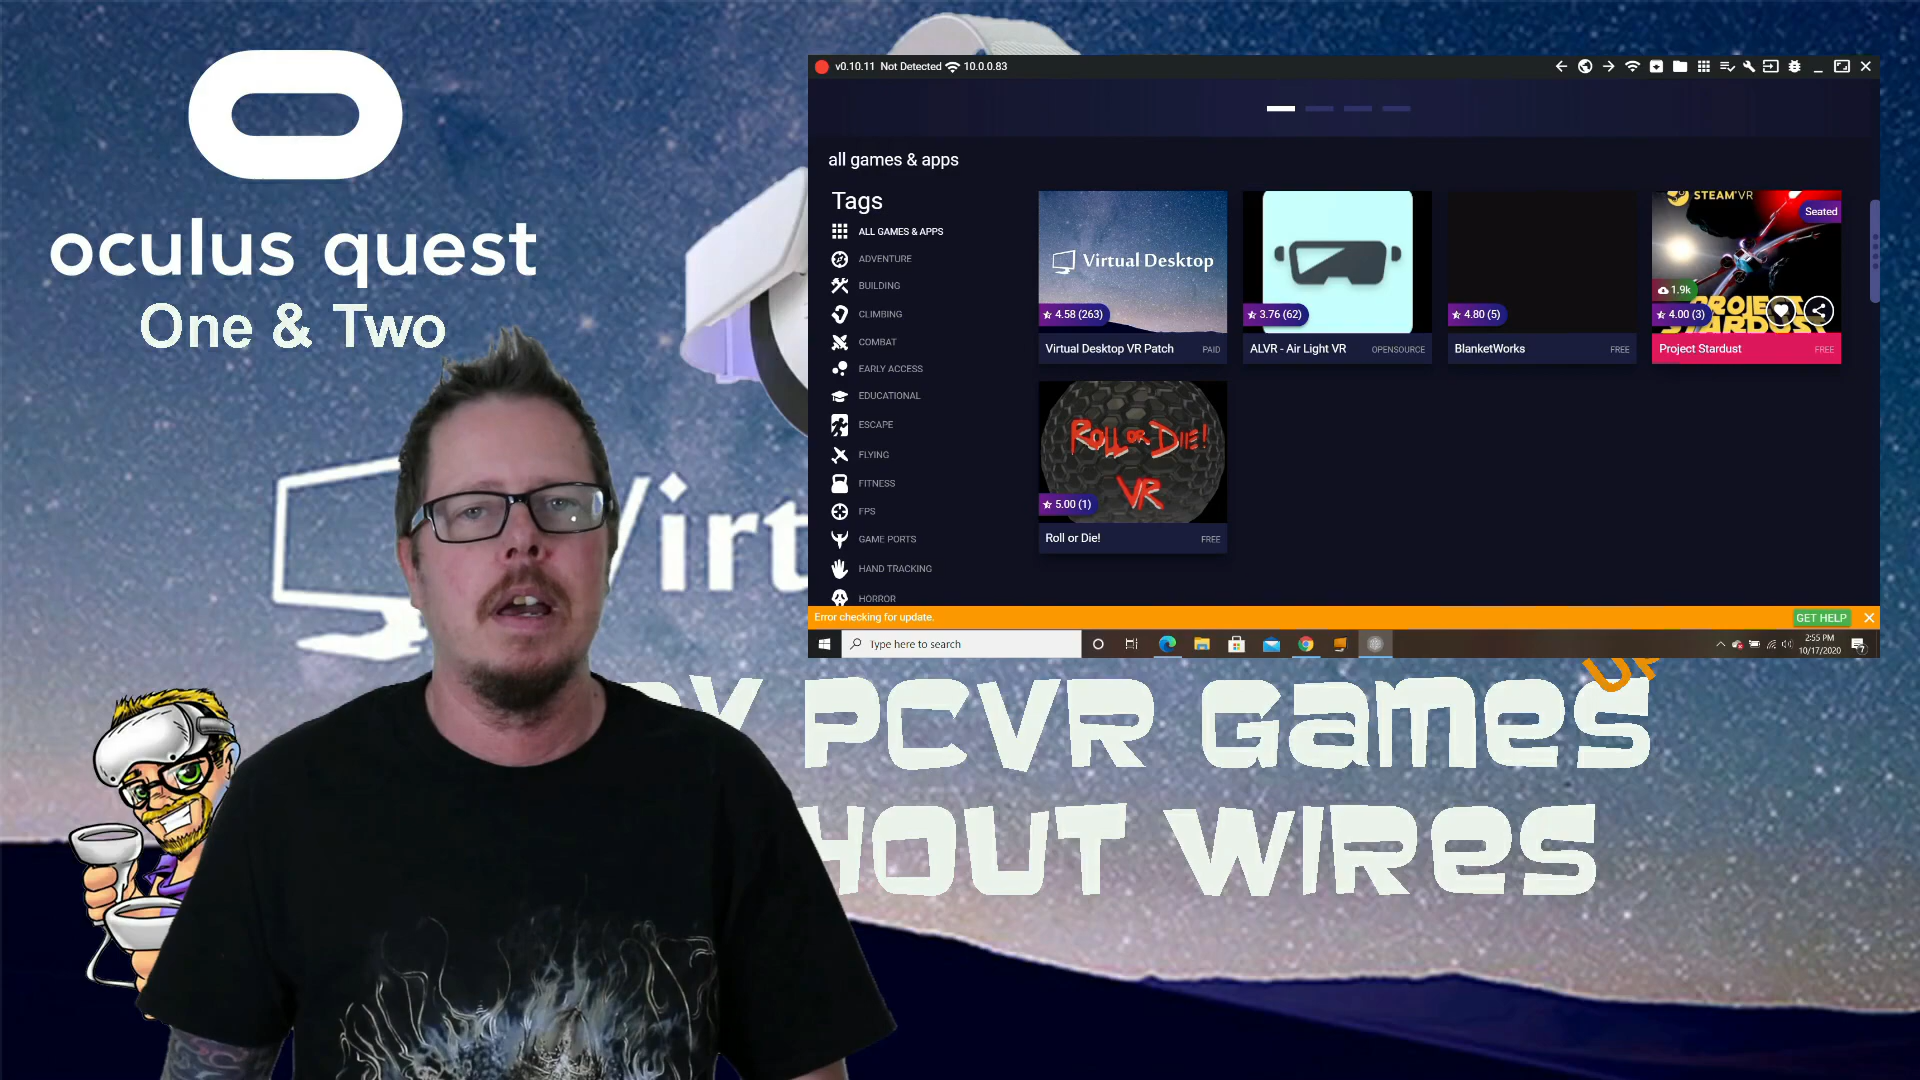 oculus quest
One & Two
v0.10.11 Not Detected 10.0.0.83
all games & apps
Tags
ALL GAMES & APPS
ADVENTURE
BUILDING
CLIMBING
COMBAT
EARLY ACCESS
EDUCATIONAL
ESCAPE
FLYING
FITNESS
FPS
GAME PORTS
HAND TRACKING
HORROR
Virtual Desktop
4.58 (263)
Virtual Desktop VR Patch PAID
3.76 (62)
ALVR - Air Light VR OPENSOURCE
4.80 (5)
BlanketWorks FREE
STEAM VR
Seated
1.9k
PROJECT
STARDUST
4.00 (3)
Project Stardust FREE
ROLL OR DIE!
VR
5.00 (1)
Roll or Die! FREE
Error checking for update. GET HELP
Type here to search
2:55 PM
10/17/2020
PCVR Games
WIRES